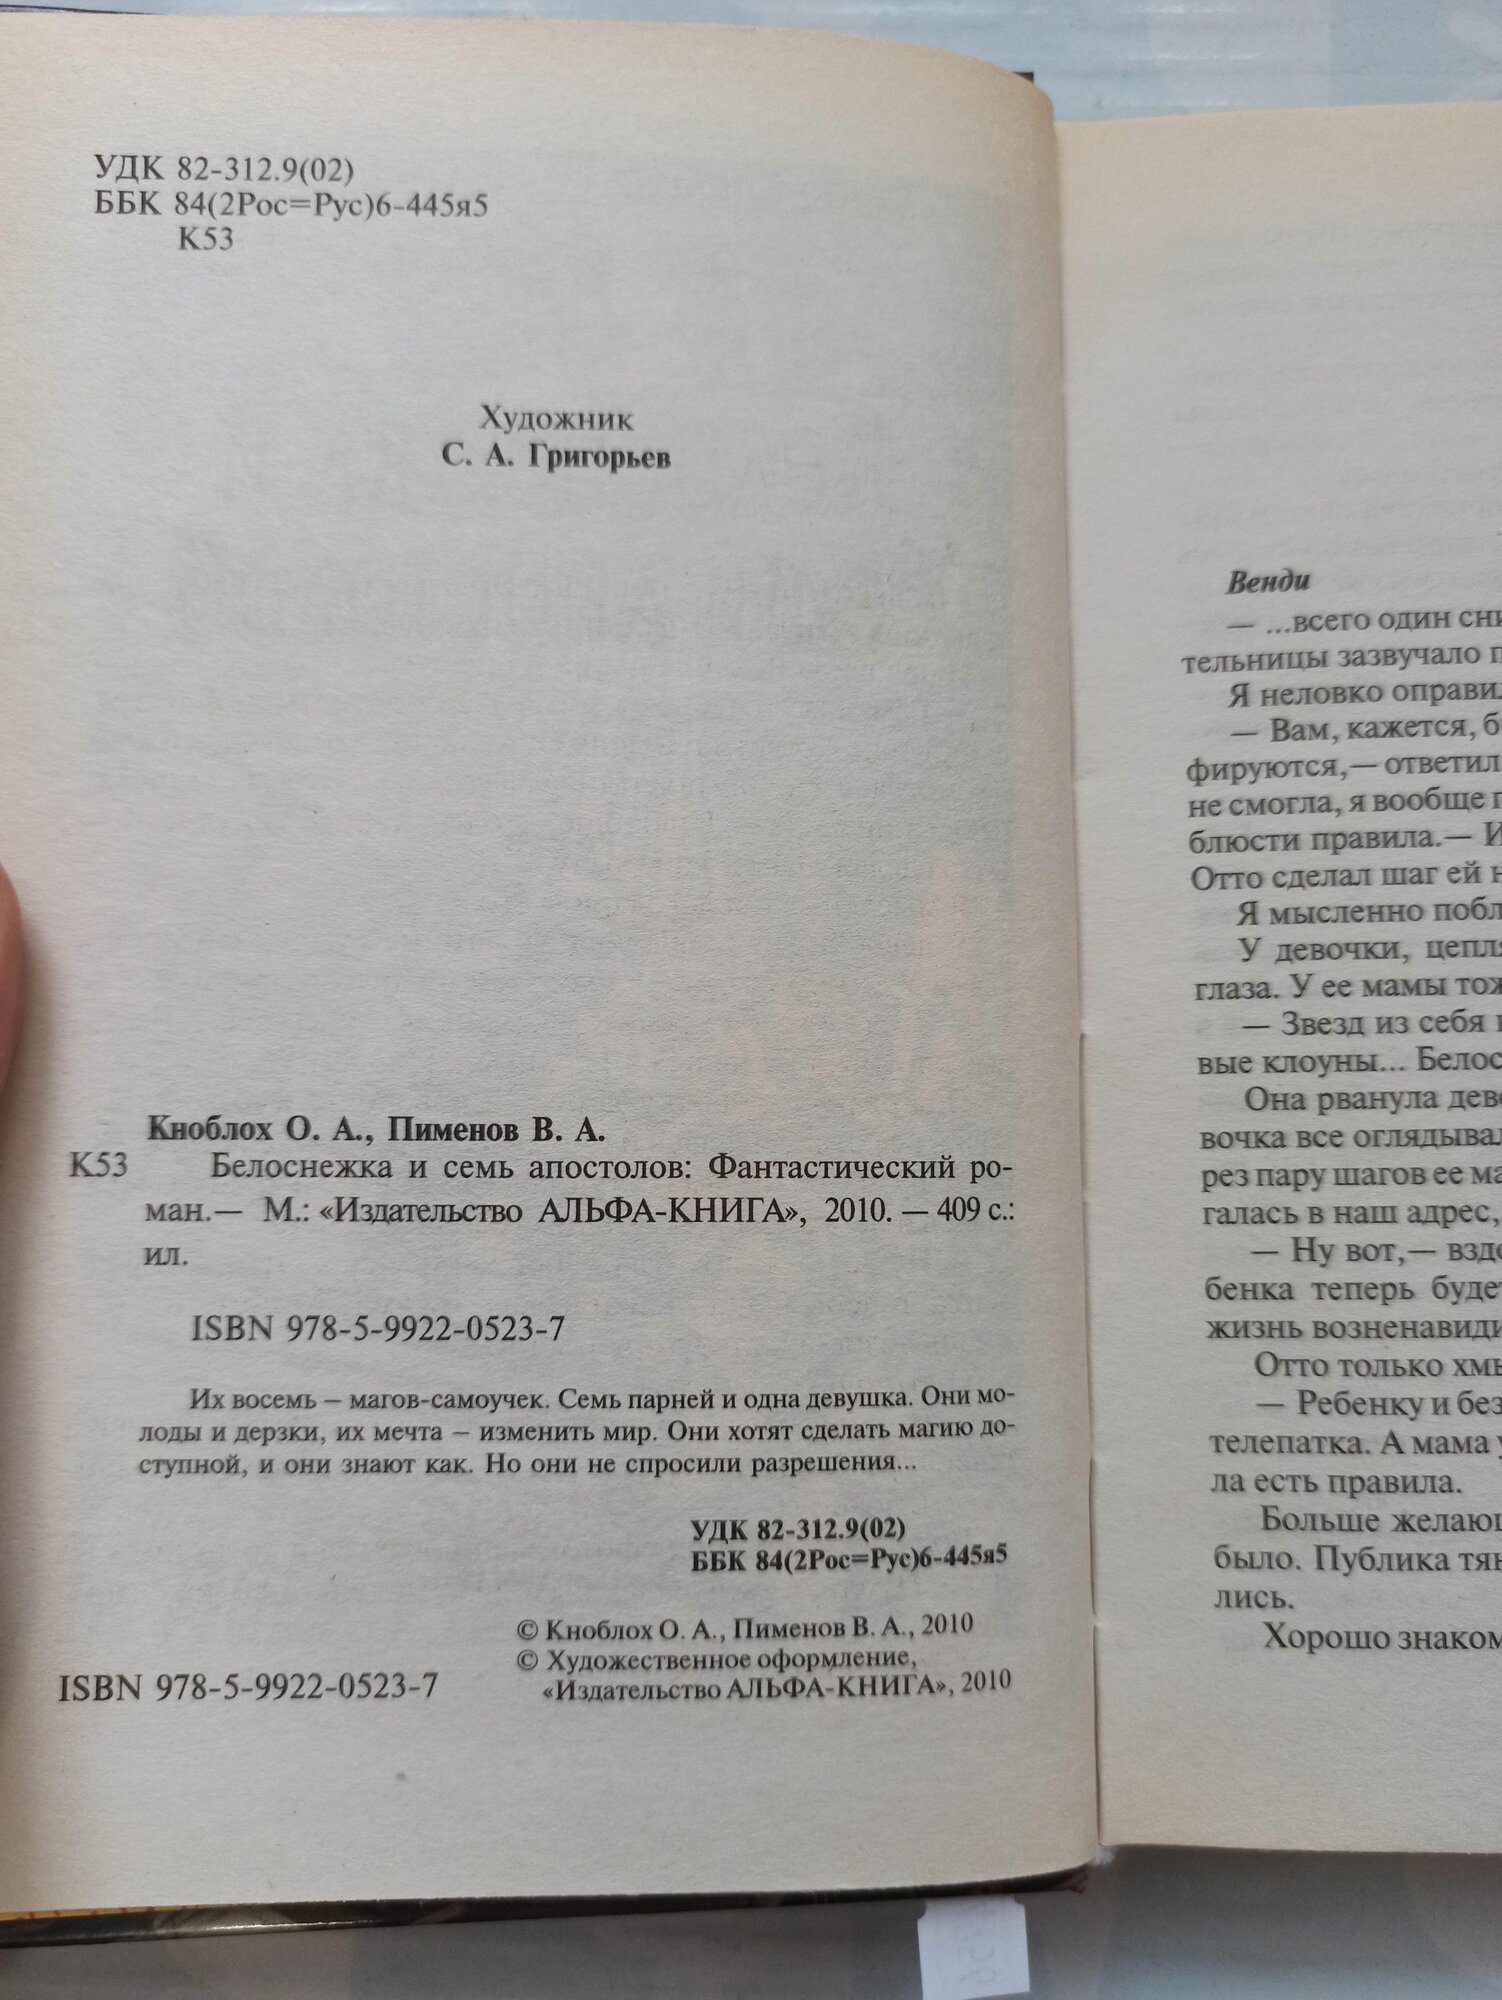 УДК 82-312.9(02)
ББК 84(2Рос=Рус)6-445я5
К53
Художник
С. А. Григорьев
Кноблох О. А., Пименов В. А.
К53 Белоснежка и семь апостолов: Фантастический ро-
ман.— М.: «Издательство АЛЬФА-КНИГА», 2010. — 409 с.:
ил.
ISBN 978-5-9922-0523-7
Их восемь – магов-самоучек. Семь парней и одна девушка. Они мо-
лоды и дерзки, их мечта – изменить мир. Они хотят сделать магию до-
ступной, и они знают как. Но они не спросили разрешения...
УДК 82-312.9(02)
ББК 84(2Рос=Рус)6-445я5
© Кноблох О. А., Пименов В. А., 2010
© Художественное оформление,
«Издательство АЛЬФА-КНИГА», 2010
ISBN 978-5-9922-0523-7
Венди
— ...всего один сни
тельницы зазвучало п
Я неловко оправил
— Вам, кажется, б
фируются,— ответил
не смогла, я вообще п
блюсти правила.— И
Отто сделал шаг ей н
Я мысленно побл
У девочки, цепля
глаза. У ее мамы тож
— Звезд из себя
вые клоуны... Белос
Она рванула дево
вочка все оглядывал
рез пару шагов ее ма
галась в наш адрес,
— Ну вот,— вздо
бенка теперь будет
жизнь возненавиди
Отто только хмы
— Ребенку и без
телепатка. А мама у
ла есть правила.
Больше желающ
было. Публика тян
лись.
Хорошо знаком